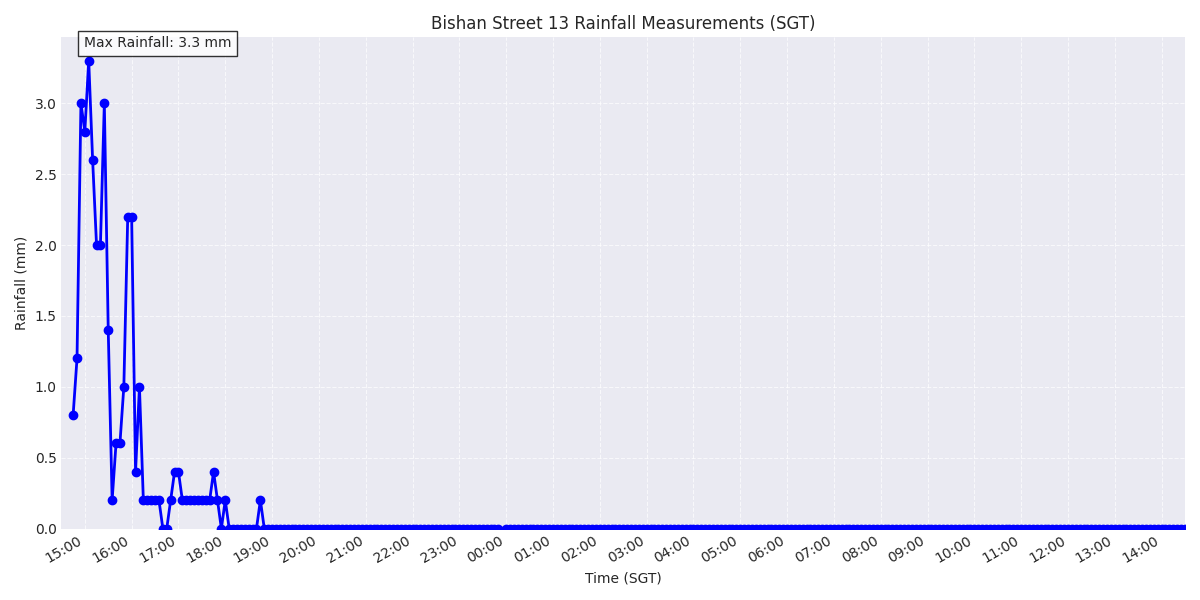 Bishan Street 13 Rainfall Measurements (SGT)
Max Rainfall: 3.3 mm
Rainfall (mm)
3.0
2.5
2.0
1.5
1.0
0.5
0.0
15:00 16:00 17:00 18:00 19:00 20:00 21:00 22:00 23:00 00:00 01:00 02:00 03:00 04:00 05:00 06:00 07:00 08:00 09:00 10:00 11:00 12:00 13:00 14:00
Time (SGT)